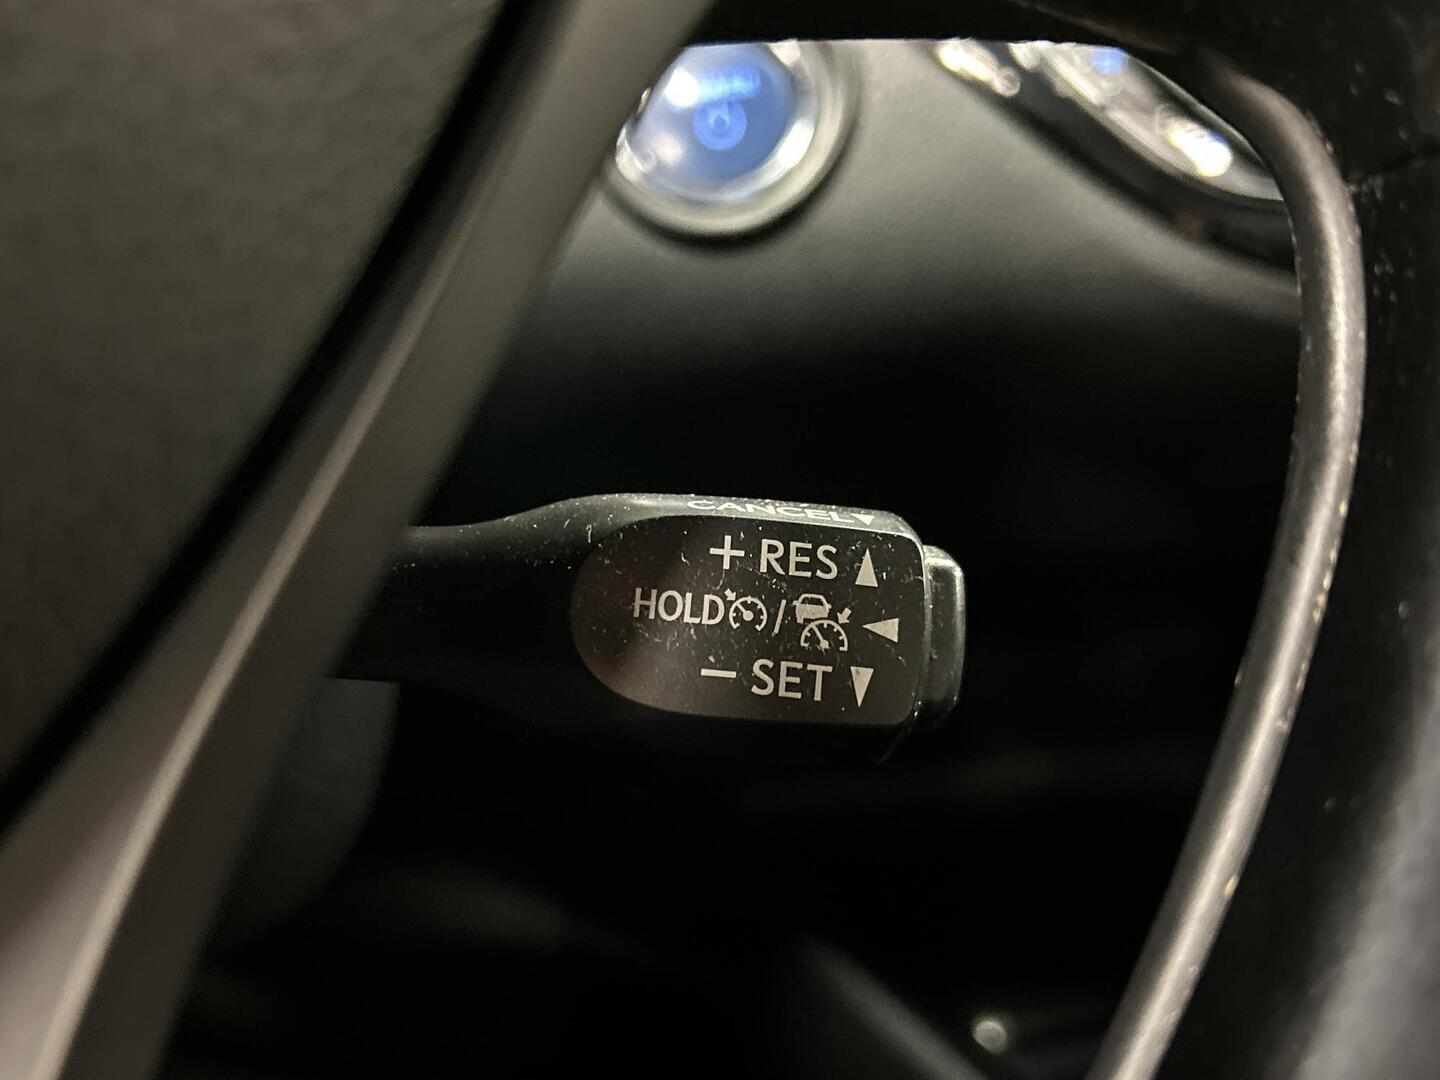 CANCEL▼
+ RES ▲
HOLD / ◀
− SET ▼